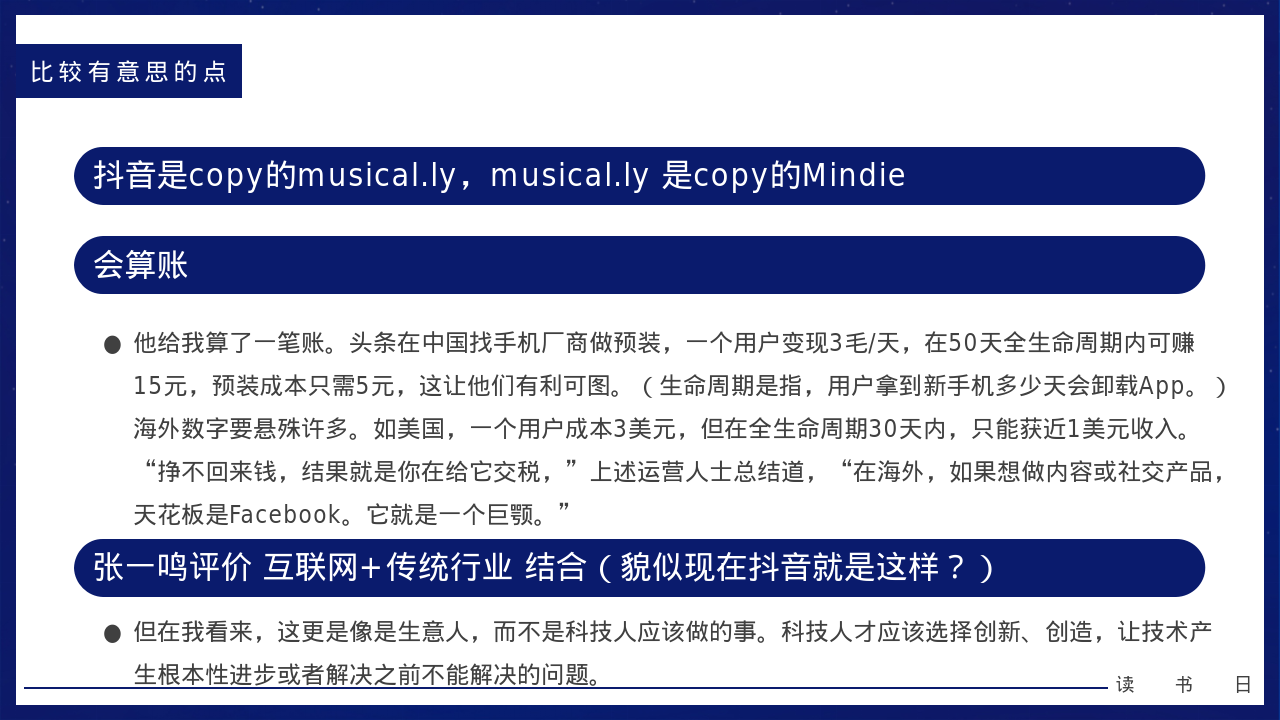 比较有意思的点
抖音是copy的musical.ly，musical.ly 是copy的Mindie
会算账
● 他给我算了一笔账。头条在中国找手机厂商做预装，一个用户变现3毛/天，在50天全生命周期内可赚
15元，预装成本只需5元，这让他们有利可图。（生命周期是指，用户拿到新手机多少天会卸载App。）
海外数字要悬殊许多。如美国，一个用户成本3美元，但在全生命周期30天内，只能获近1美元收入。
“挣不回来钱，结果就是你在给它交税，”上述运营人士总结道，“在海外，如果想做内容或社交产品，
天花板是Facebook。它就是一个巨颚。”
张一鸣评价 互联网+传统行业 结合（貌似现在抖音就是这样？）
● 但在我看来，这更是像是生意人，而不是科技人应该做的事。科技人才应该选择创新、创造，让技术产
生根本性进步或者解决之前不能解决的问题。
读 书 日